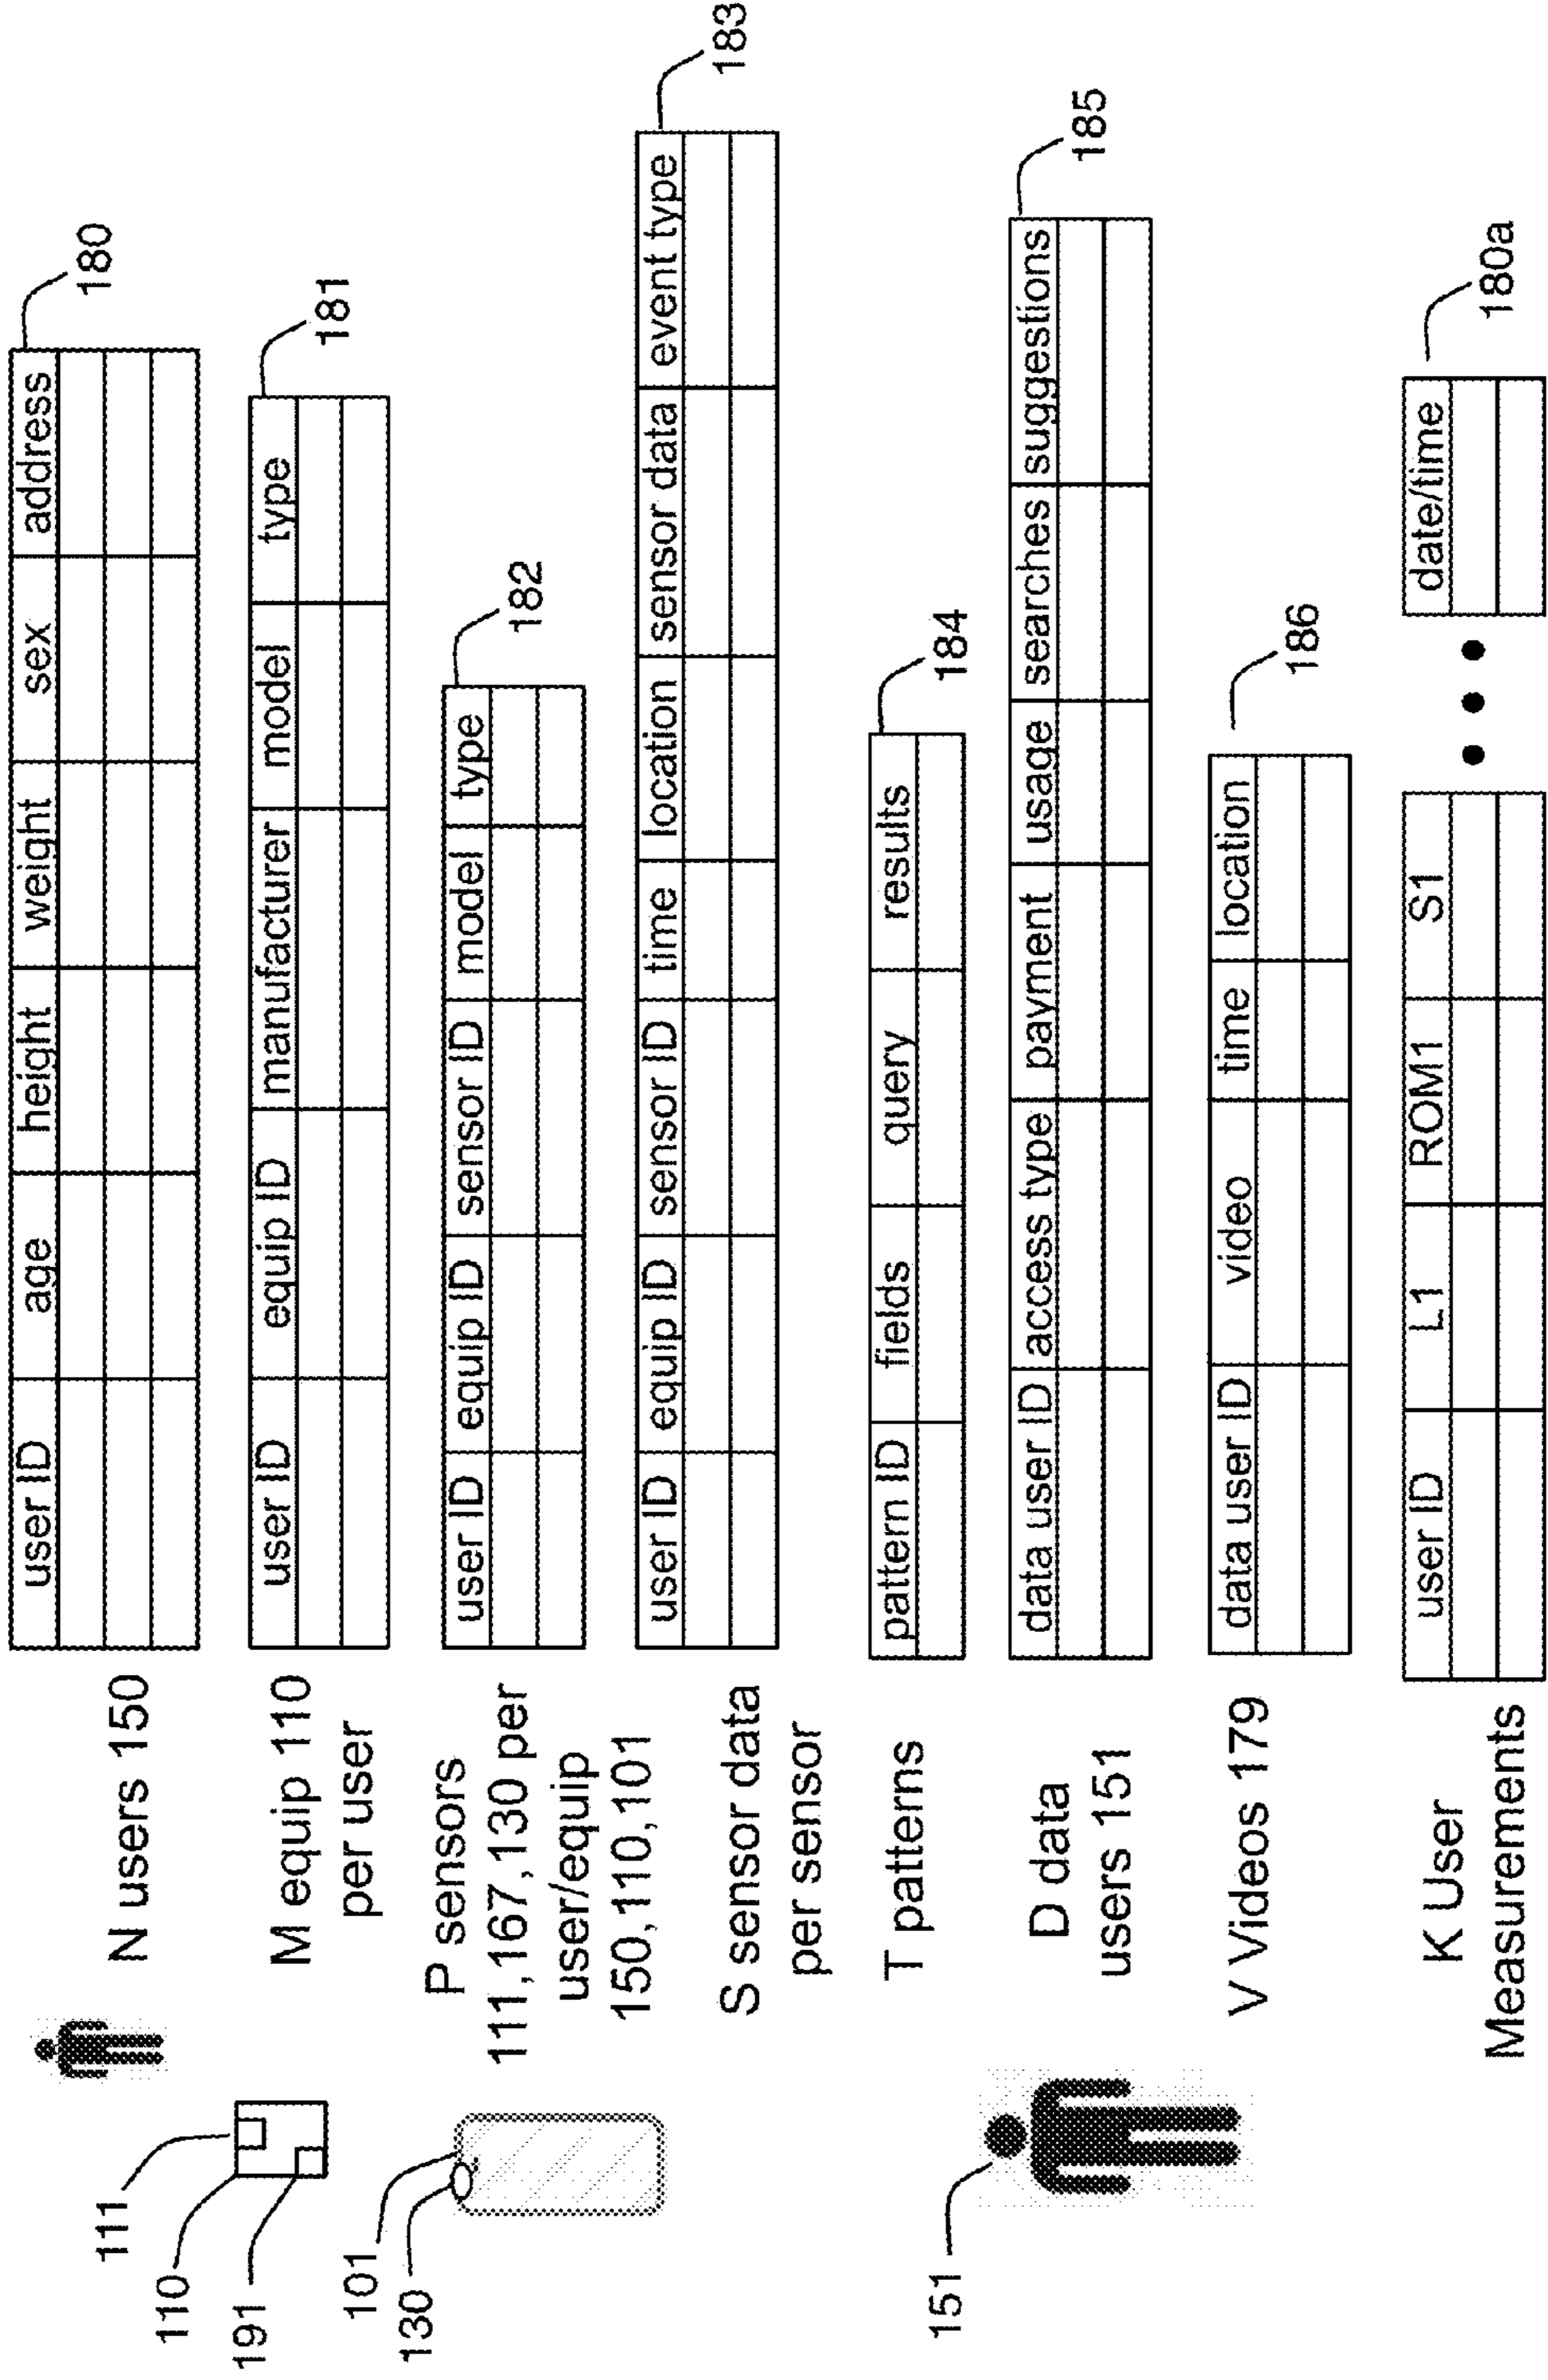 N users 150
user ID age height weight sex address
180
111
110
191
M equip 110
per user
user ID equip ID manufacturer model type
181
101
130
P sensors
111,167,130 per
user/equip
150,110,101
user ID equip ID sensor ID model type
182
S sensor data
per sensor
user ID equip ID sensor ID time location sensor data event type
183
T patterns
pattern ID fields query results
184
151
D data
users 151
data user ID access type payment usage searches suggestions
185
V Videos 179
data user ID video time location
186
K User
Measurements
user ID L1 ROM1 S1 • • • date/time
180a